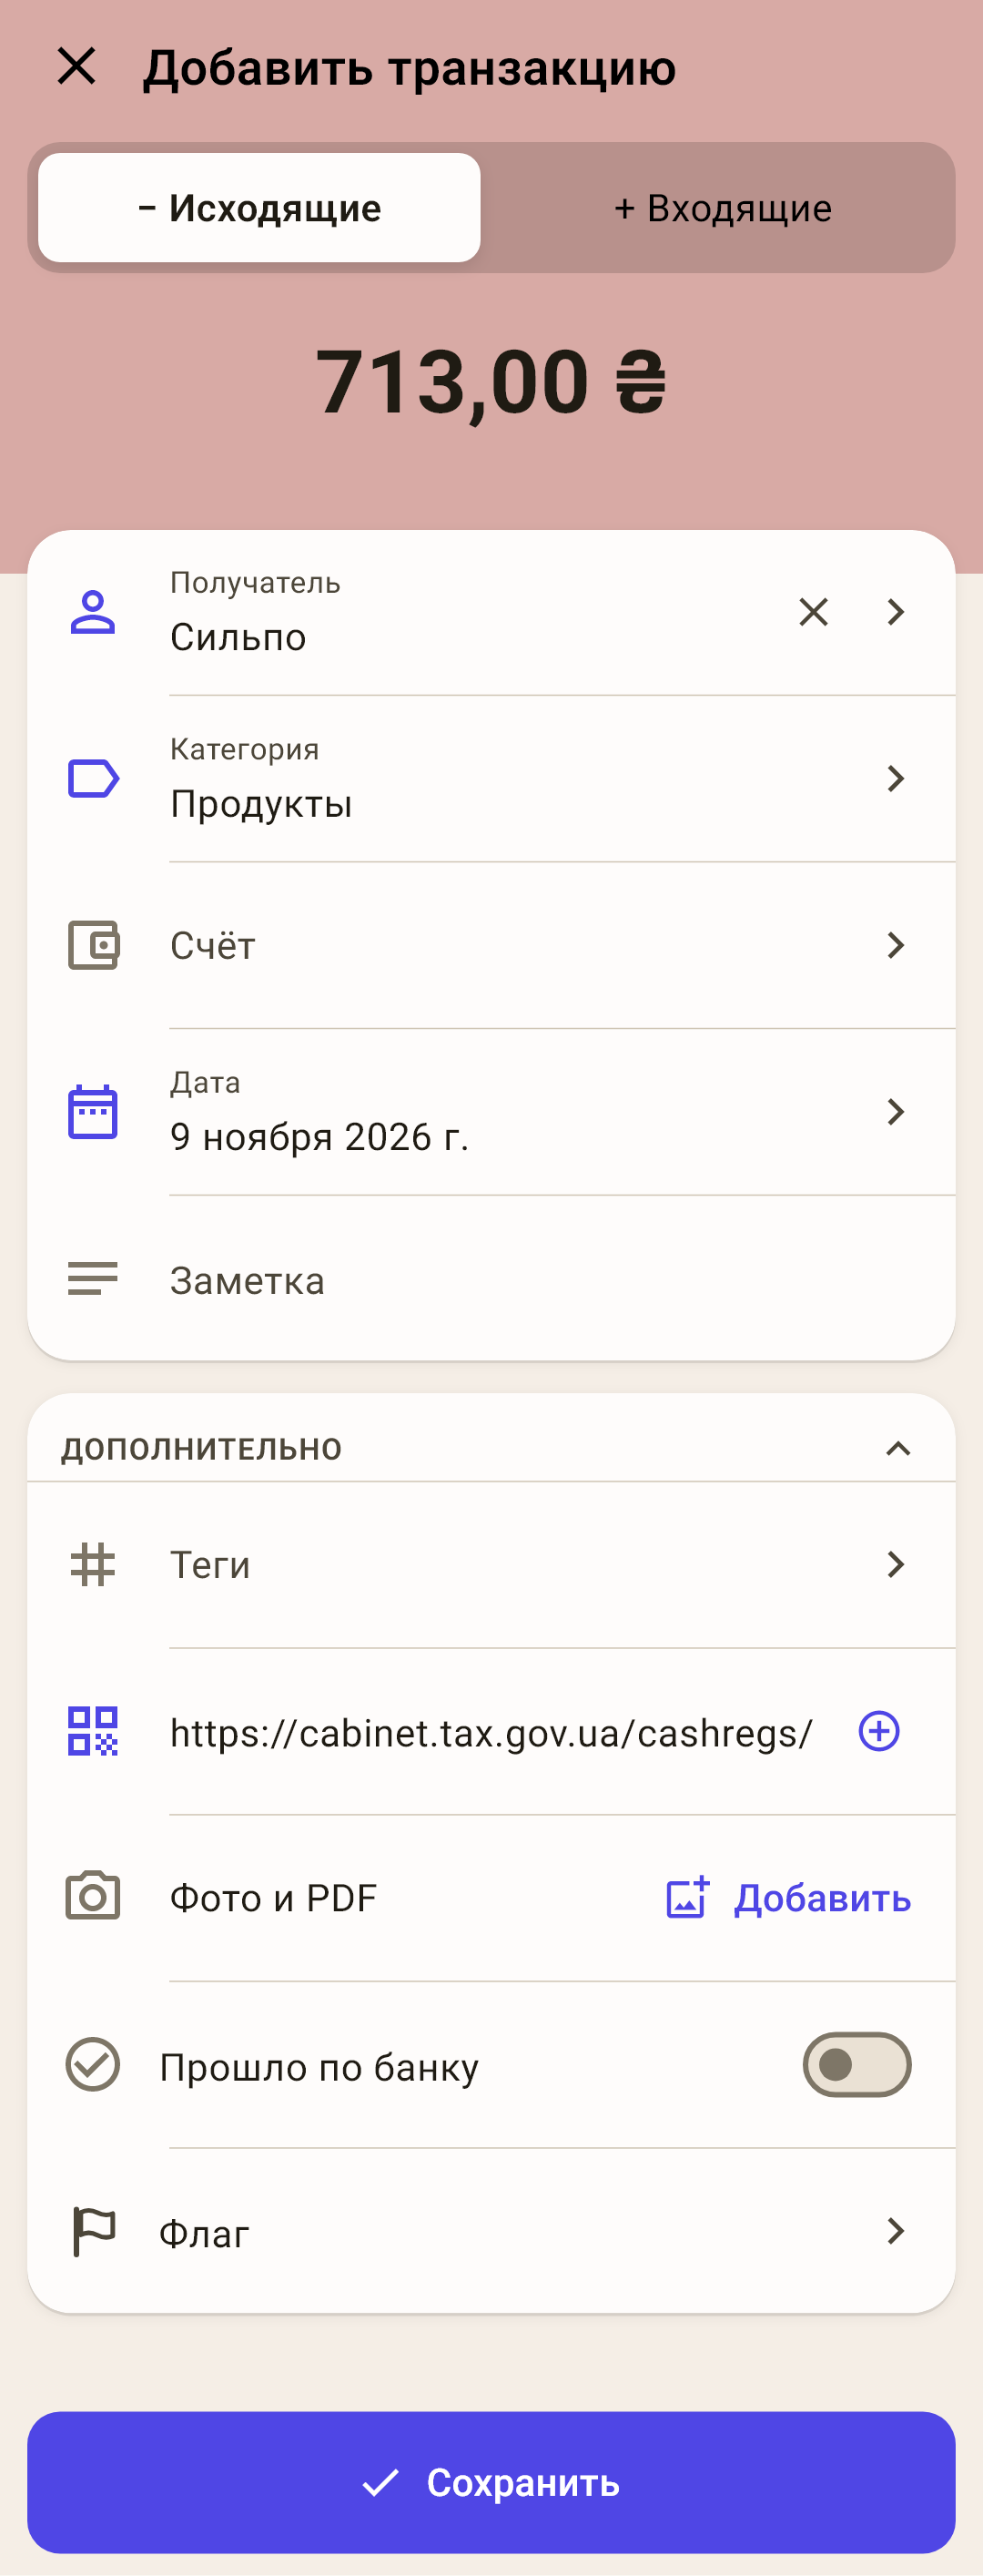 Добавить транзакцию
− Исходящие
+ Входящие
713,00 ₴
Получатель
Сильпо
Категория
Продукты
Счёт
Дата
9 ноября 2026 г.
Заметка
ДОПОЛНИТЕЛЬНО
Теги
https://cabinet.tax.gov.ua/cashregs/
Фото и PDF
Добавить
Прошло по банку
Флаг
Сохранить